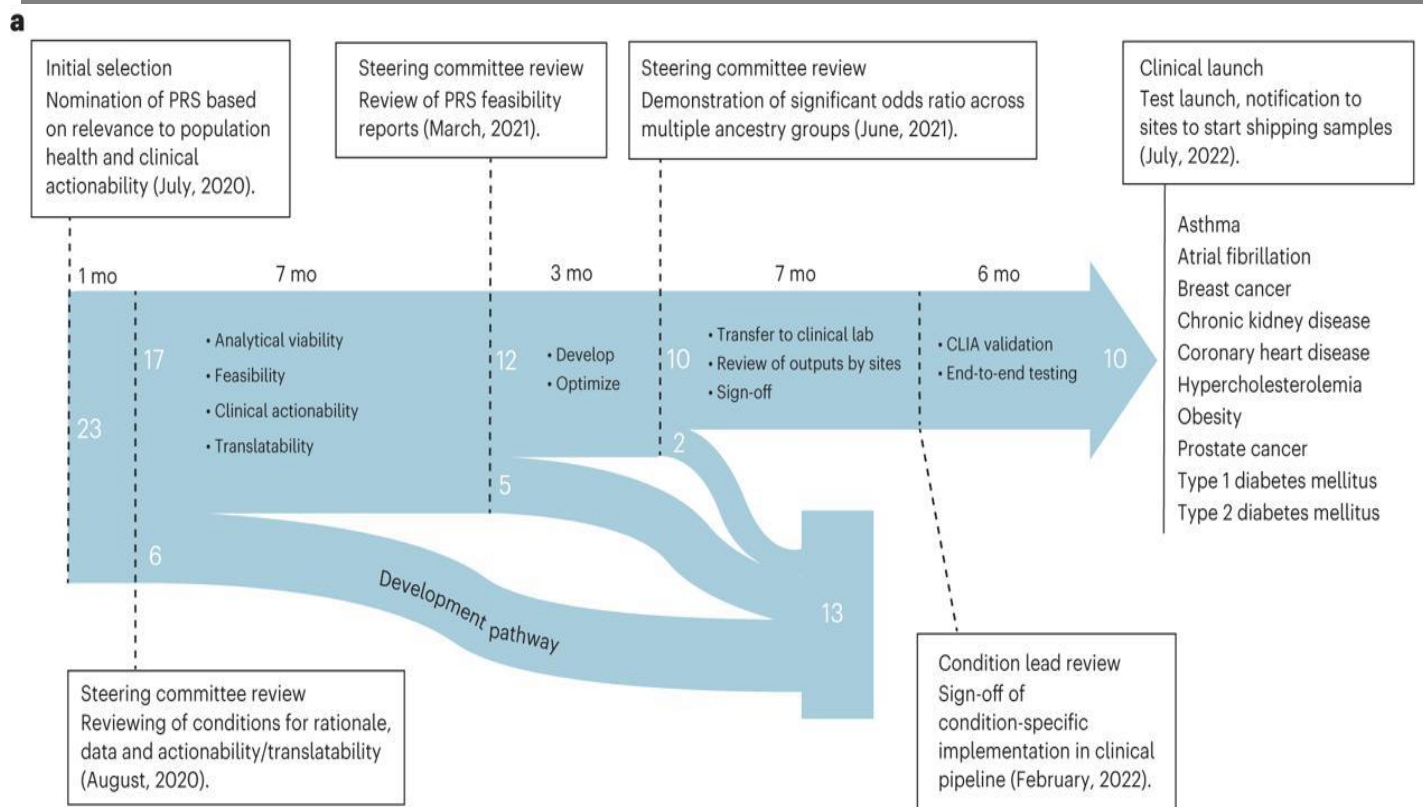 a
Initial selection
Nomination of PRS based
on relevance to population
health and clinical
actionability (July, 2020).
Steering committee review
Review of PRS feasibility
reports (March, 2021).
Steering committee review
Demonstration of significant odds ratio across
multiple ancestry groups (June, 2021).
Clinical launch
Test launch, notification to
sites to start shipping samples
(July, 2022).
1 mo
7 mo
3 mo
7 mo
6 mo
23
17
• Analytical viability
• Feasibility
• Clinical actionability
• Translatability
12
• Develop
• Optimize
10
• Transfer to clinical lab
• Review of outputs by sites
• Sign-off
• CLIA validation
• End-to-end testing
10
2
5
6
Development pathway
13
Asthma
Atrial fibrillation
Breast cancer
Chronic kidney disease
Coronary heart disease
Hypercholesterolemia
Obesity
Prostate cancer
Type 1 diabetes mellitus
Type 2 diabetes mellitus
Steering committee review
Reviewing of conditions for rationale,
data and actionability/translatability
(August, 2020).
Condition lead review
Sign-off of
condition-specific
implementation in clinical
pipeline (February, 2022).